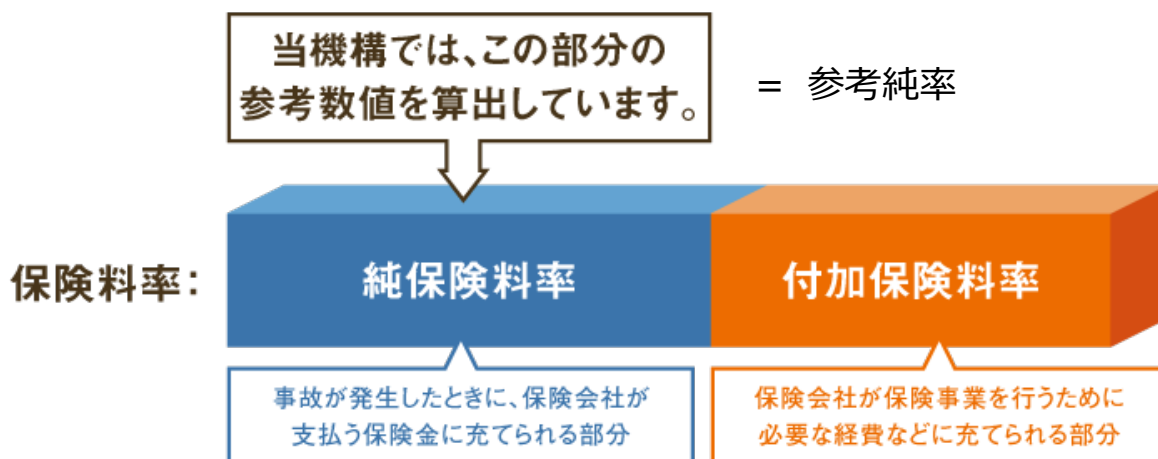 当機構では、この部分の
参考数値を算出しています。
= 参考純率
保険料率:
純保険料率
付加保険料率
事故が発生したときに、保険会社が
支払う保険金に充てられる部分
保険会社が保険事業を行うために
必要な経費などに充てられる部分